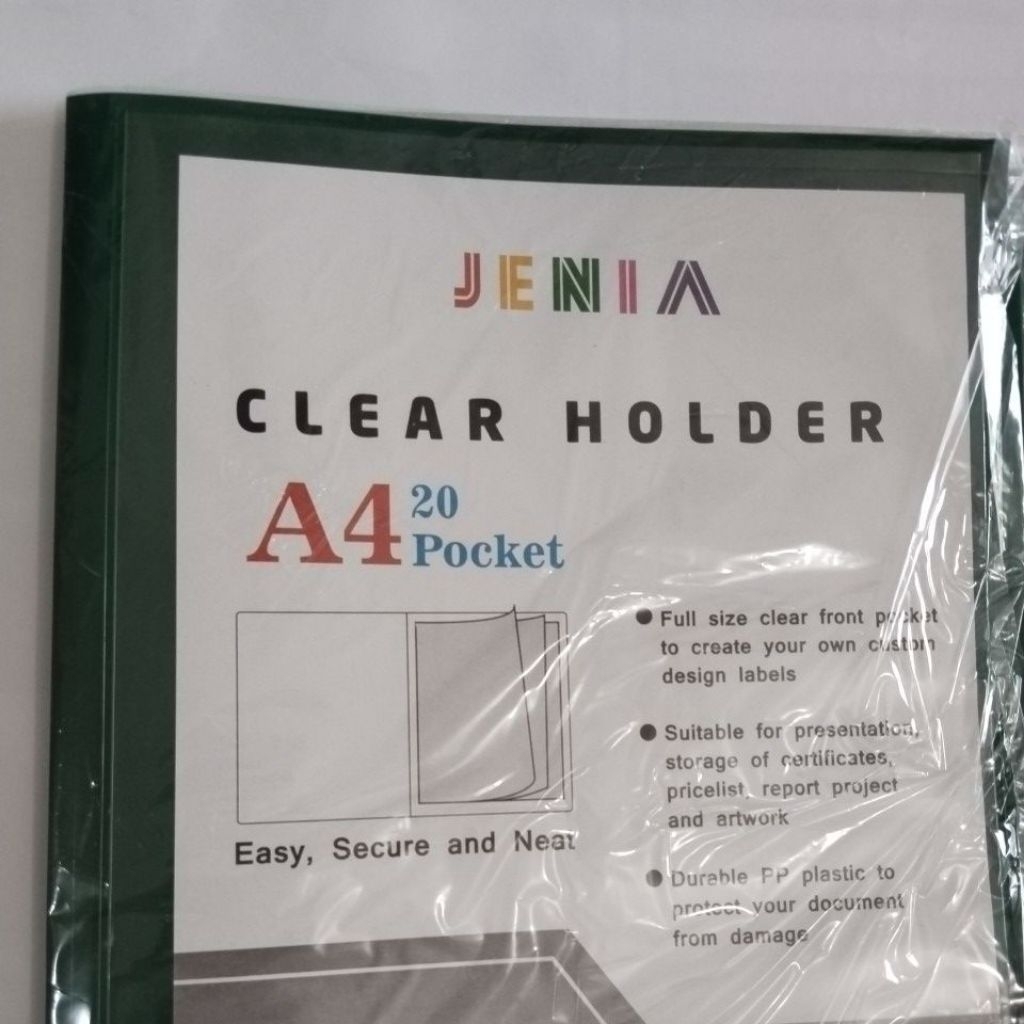 JENIA
CLEAR HOLDER
A4 20
Pocket
Easy, Secure and Neat
● Full size clear front pocket
to create your own custom
design labels
● Suitable for presentation,
storage of certificates,
pricelist, report project
and artwork
● Durable PP plastic to
protect your document
from damage